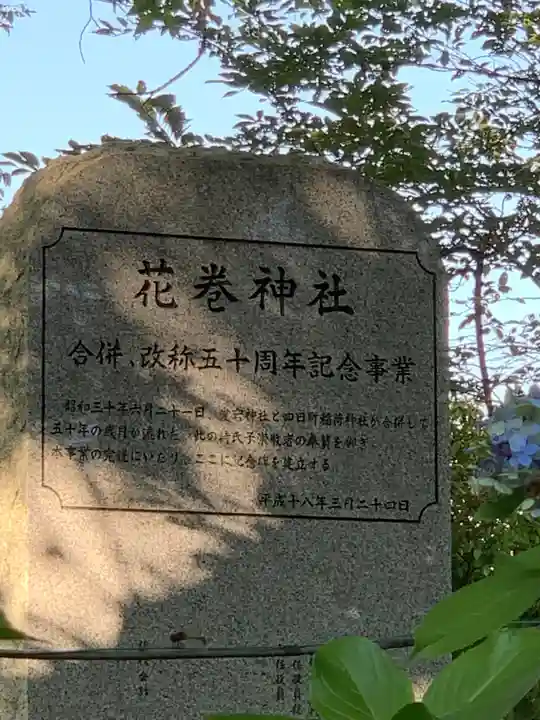 花巻神社
合併、改称五十周年記念事業
昭和三十年六月二十一日、愛宕神社と四日町稲荷神社が合併して
五十年の歳月が流れた 此の時氏子崇敬者の奉賛を仰ぎ
本事業の完遂にいたり、ここに記念碑を建立する
平成十八年三月二十四日